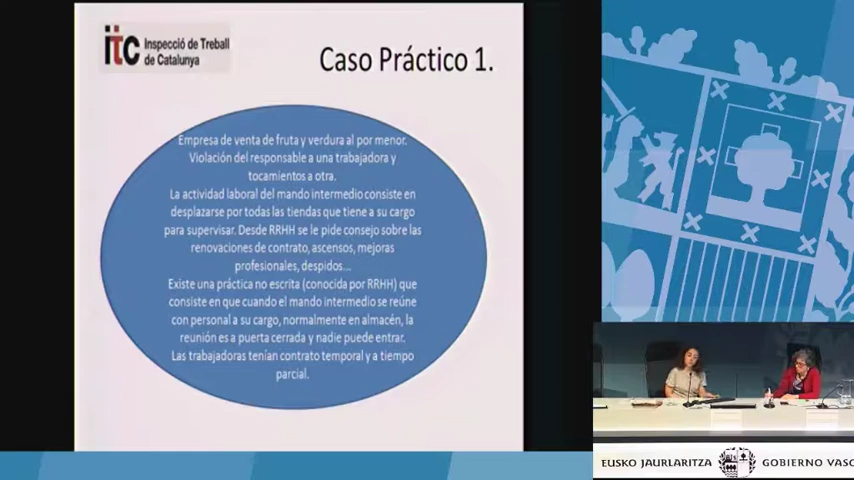 itc Inspecció de Treball
de Catalunya
Caso Práctico 1.
Empresa de venta de fruta y verdura al por menor.
Violación del responsable a una trabajadora y
tocamientos a otra.
La actividad laboral del mando intermedio consiste en
desplazarse por todas las tiendas que tiene a su cargo
para supervisar. Desde RRHH se le pide consejo sobre las
renovaciones de contrato, ascensos, mejoras
profesionales, despidos...
Existe una práctica no escrita (conocida por RRHH) que
consiste en que cuando el mando intermedio se reúne
con personal a su cargo, normalmente en almacén, la
reunión es a puerta cerrada y nadie puede entrar.
Las trabajadoras tenían contrato temporal y a tiempo
parcial.
EUSKO JAURLARITZA GOBIERNO VASC